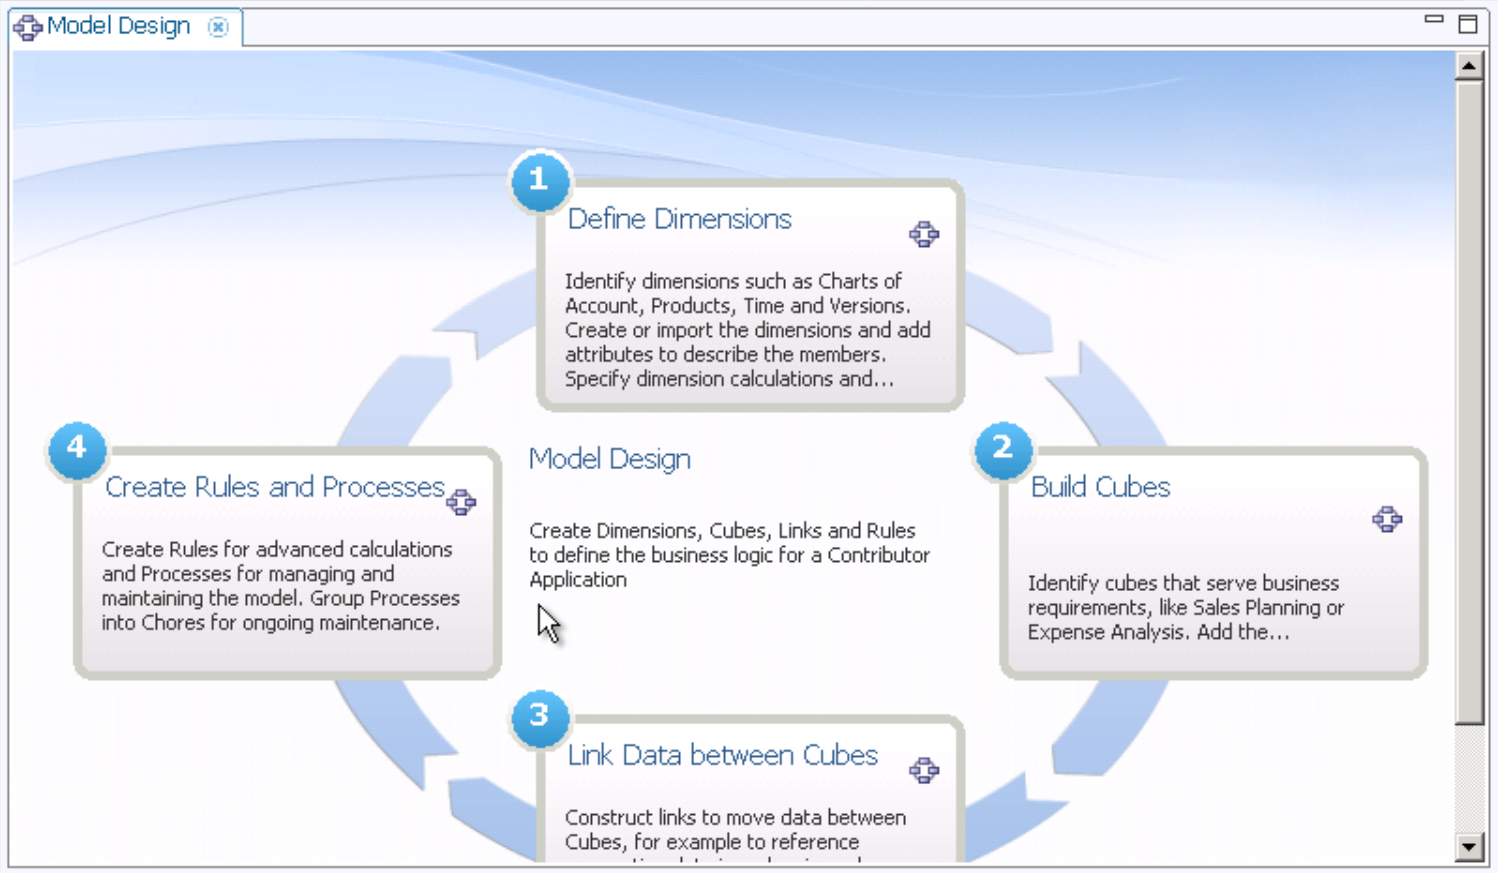 Model Design
1
Define Dimensions
Identify dimensions such as Charts of
Account, Products, Time and Versions.
Create or import the dimensions and add
attributes to describe the members.
Specify dimension calculations and...
4
Create Rules and Processes
Create Rules for advanced calculations
and Processes for managing and
maintaining the model. Group Processes
into Chores for ongoing maintenance.
Model Design
Create Dimensions, Cubes, Links and Rules
to define the business logic for a Contributor
Application
2
Build Cubes
Identify cubes that serve business
requirements, like Sales Planning or
Expense Analysis. Add the...
3
Link Data between Cubes
Construct links to move data between
Cubes, for example to reference